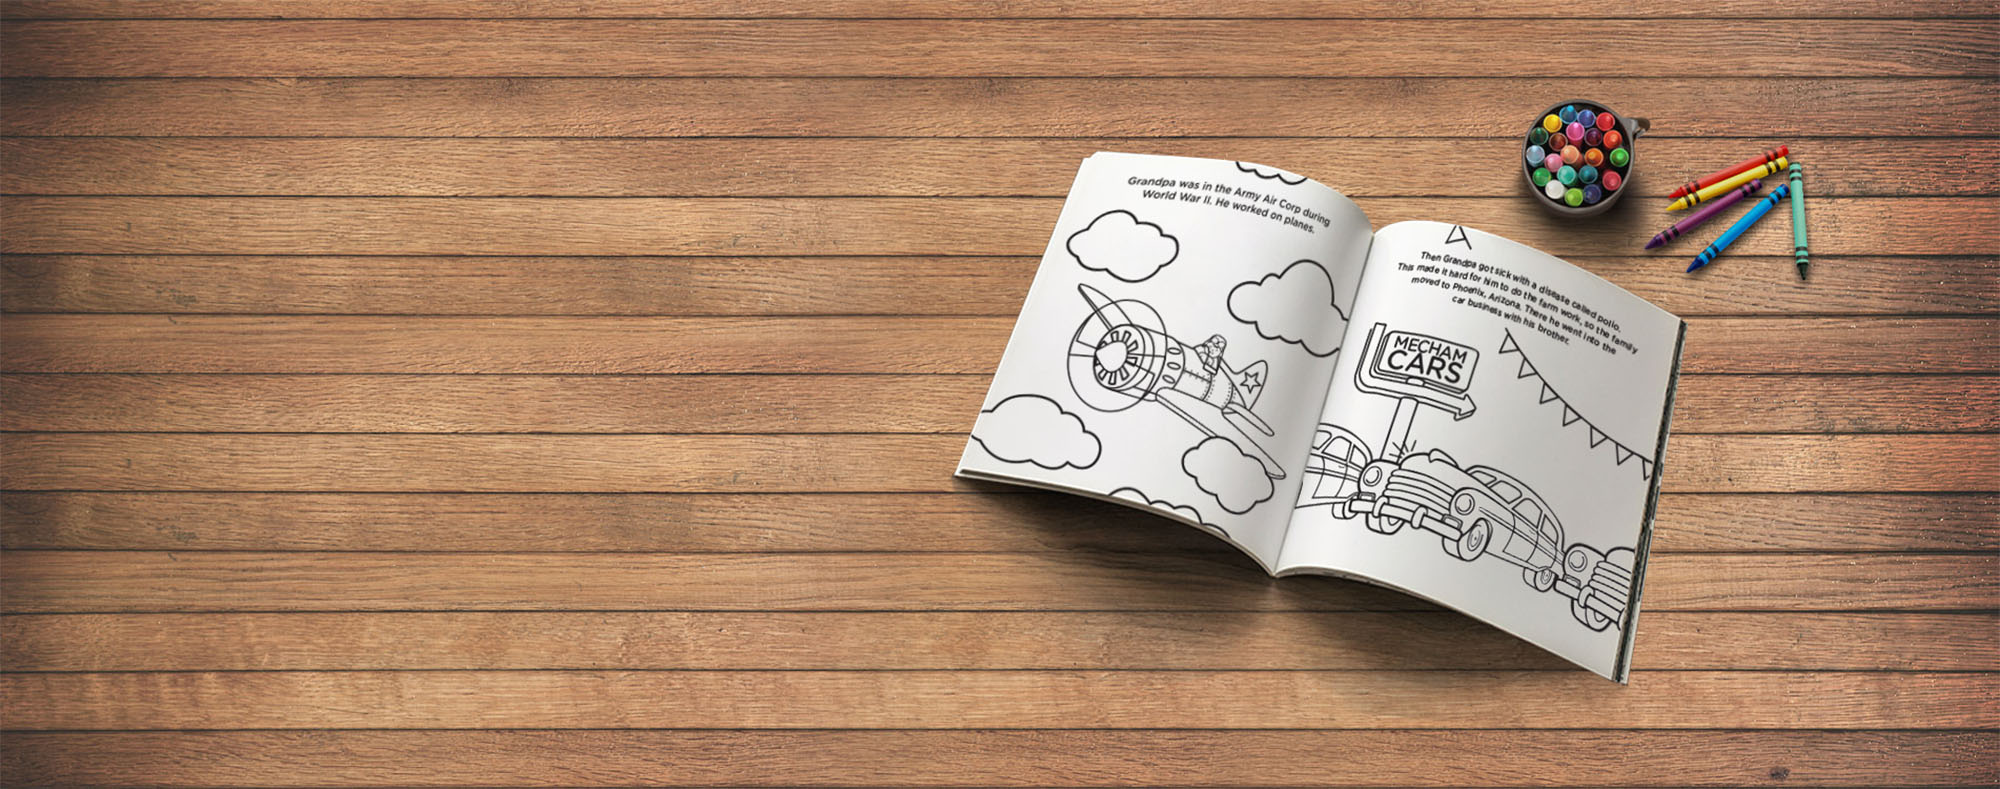 Grandpa was in the Army Air Corp during
World War II. He worked on planes.
Then Grandpa got sick with a disease called polio.
This made it hard for him to do the farm work, so the family
moved to Phoenix, Arizona. There he went into the
car business with his brother.
MECHAM
CARS